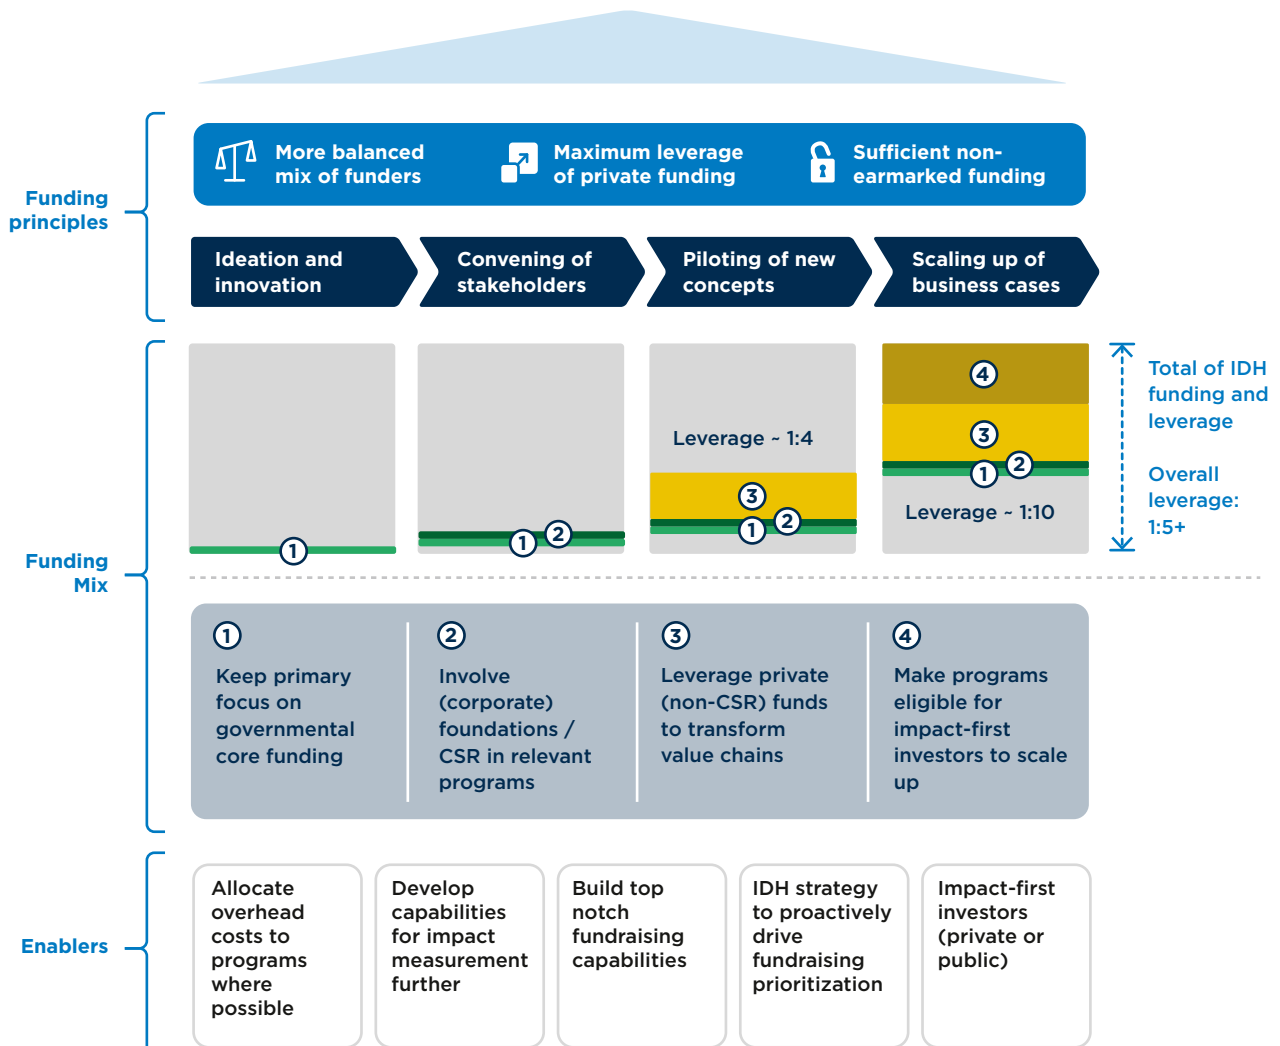 Funding
principles
More balanced
mix of funders
Maximum leverage
of private funding
Sufficient non-
earmarked funding
Ideation and
innovation
Convening of
stakeholders
Piloting of new
concepts
Scaling up of
business cases
Funding
Mix
1
1
2
Leverage ~ 1:4
3
1
2
4
3
1
2
Leverage ~ 1:10
Total of IDH
funding and
leverage
Overall
leverage:
1:5+
1
Keep primary
focus on
governmental
core funding
2
Involve
(corporate)
foundations /
CSR in relevant
programs
3
Leverage private
(non-CSR) funds
to transform
value chains
4
Make programs
eligible for
impact-first
investors to scale
up
Enablers
Allocate
overhead
costs to
programs
where
possible
Develop
capabilities
for impact
measurement
further
Build top
notch
fundraising
capabilities
IDH strategy
to proactively
drive
fundraising
prioritization
Impact-first
investors
(private or
public)